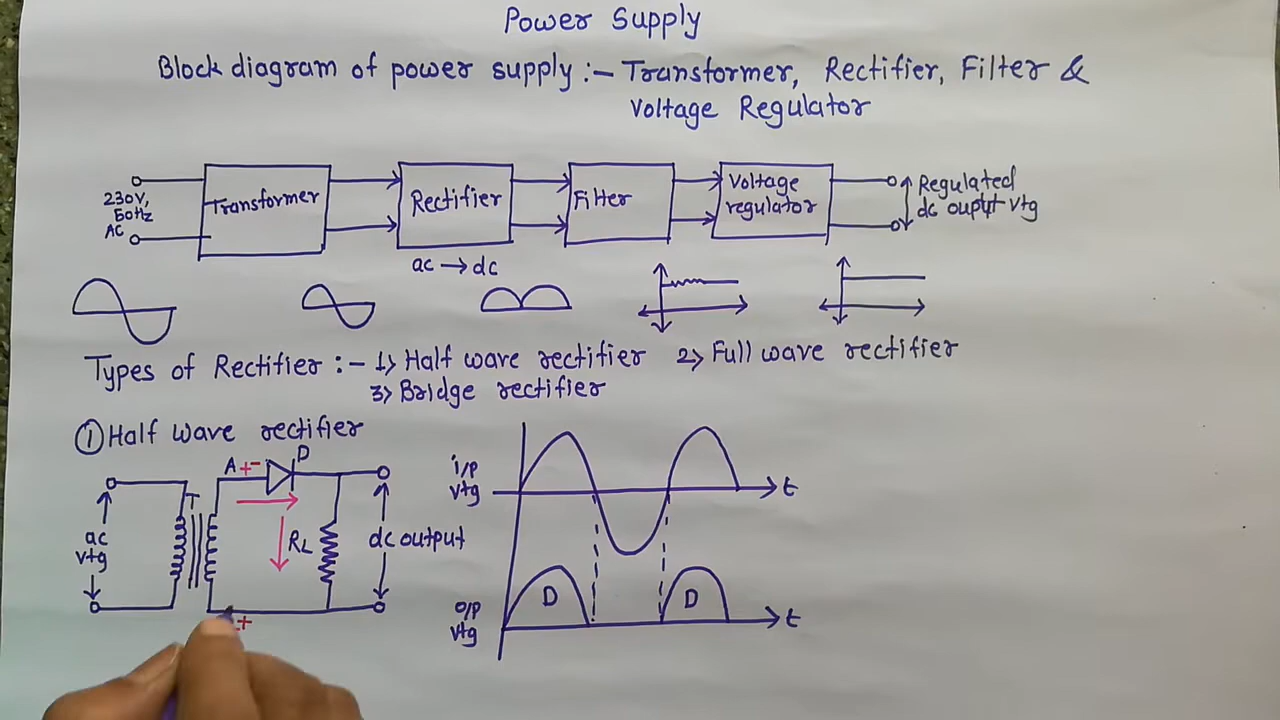 Power Supply
Block diagram of power supply :- Transformer, Rectifier, Filter &
Voltage Regulator
230V,
50Hz
AC
Transformer
Rectifier
Filter
Voltage
regulator
Regulated
dc ouput vtg
ac → dc
Types of Rectifier :- 1) Half wave rectifier 2) Full wave rectifier
3) Bridge rectifier
① Half wave rectifier
ac
vtg
T
A + -
D
RL
dc output
+
i/p
vtg
t
D
D
o/p
vtg
t